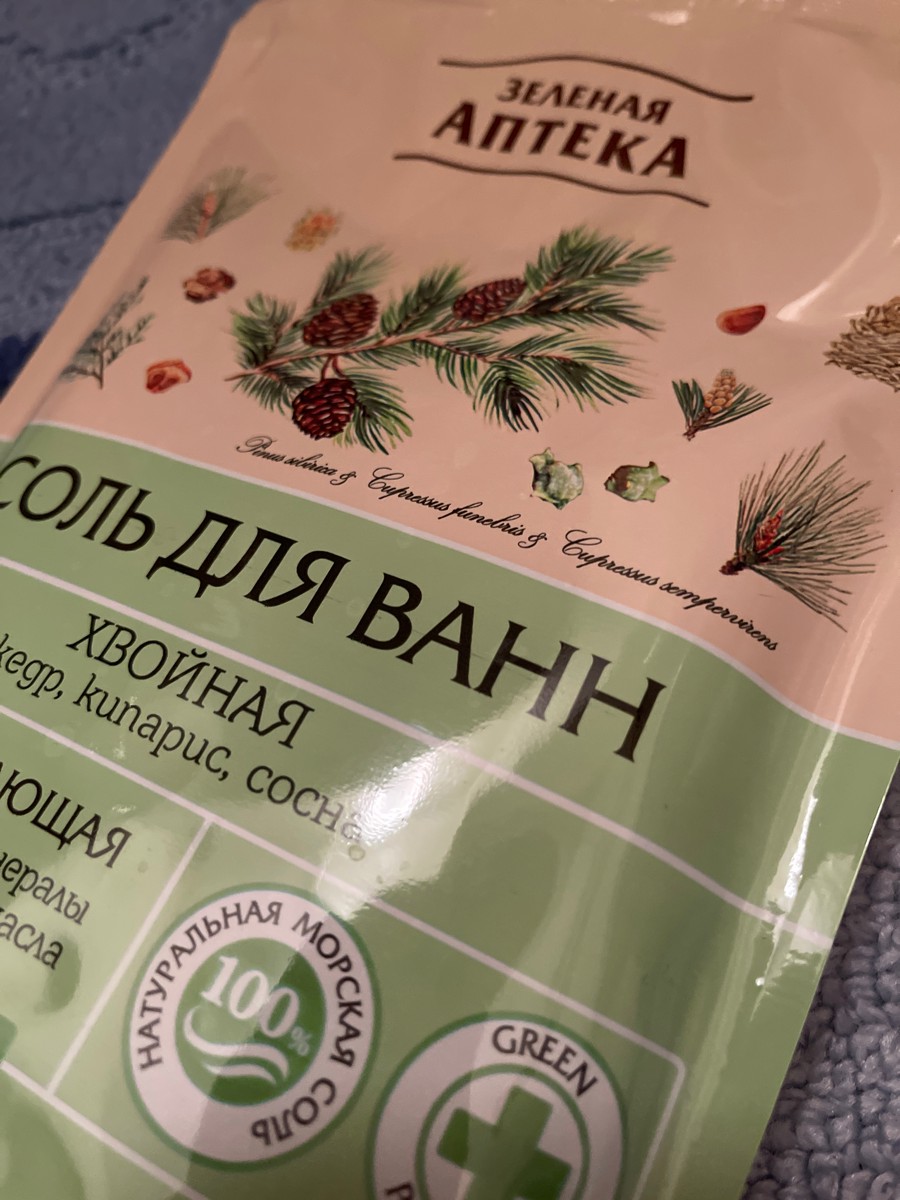 ЗЕЛЕНАЯ
АПТЕКА
Pinus sibirica & Cupressus funebris & Cupressus sempervirens
СОЛЬ ДЛЯ ВАНН
ХВОЙНАЯ
кедр, кипарис, сосна
НАТУРАЛЬНАЯ МОРСКАЯ СОЛЬ
100%
GREEN